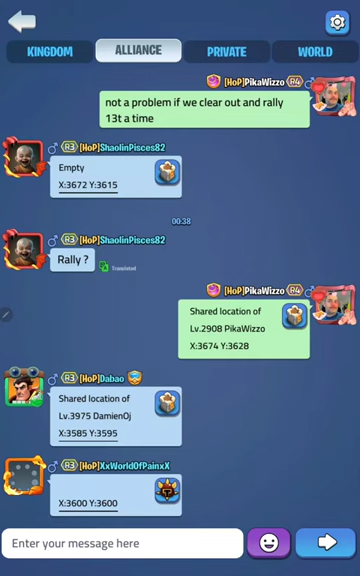 KINGDOM
ALLIANCE
PRIVATE
WORLD
[HoP]PikaWizzo R4
not a problem if we clear out and rally
13t a time
R3 [HoP]ShaolinPisces82
Empty
X:3672 Y:3615
00:38
R3 [HoP]ShaolinPisces82
Rally ?
Translated
[HoP]PikaWizzo R4
Shared location of
Lv.2908 PikaWizzo
X:3674 Y:3628
R3 [HoP]Dabao
Shared location of
Lv.3975 DamienOj
X:3585 Y:3595
R3 [HoP]XxWorldOfPainxX
X:3600 Y:3600
Enter your message here